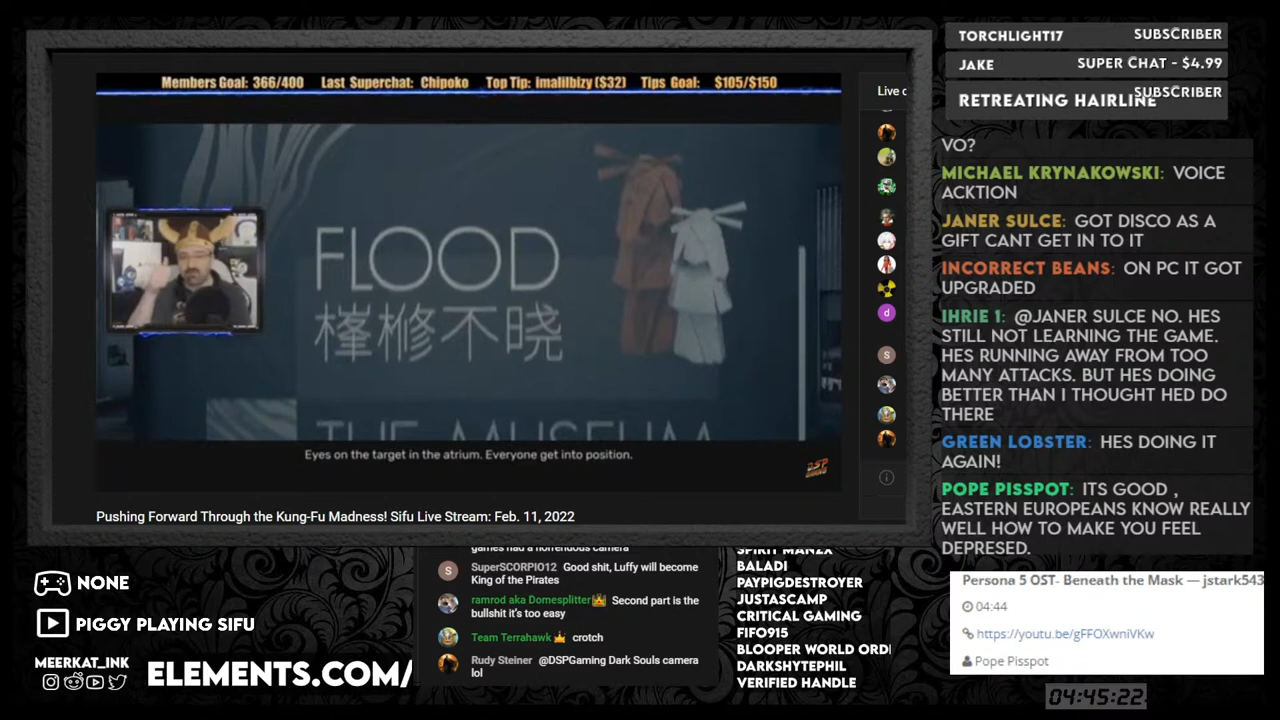 Members Goal: 366/400 Last Superchat: Chipoko Top Tip: imalilbizy ($32) Tips Goal: $105/$150
Live c
FLOOD
不晓
THE MUSEUM
Eyes on the target in the atrium. Everyone get into position.
DSP
Pushing Forward Through the Kung-Fu Madness! Sifu Live Stream: Feb. 11, 2022
TORCHLIGHT17 SUBSCRIBER
JAKE SUPER CHAT - $4.99
RETREATING HAIRLINE SUBSCRIBER
VO?
MICHAEL KRYNAKOWSKI: VOICE
ACKTION
JANER SULCE: GOT DISCO AS A
GIFT CANT GET IN TO IT
INCORRECT BEANS: ON PC IT GOT
UPGRADED
IHRIE 1: @JANER SULCE NO. HES
STILL NOT LEARNING THE GAME.
HES RUNNING AWAY FROM TOO
MANY ATTACKS. BUT HES DOING
BETTER THAN I THOUGHT HED DO
THERE
GREEN LOBSTER: HES DOING IT
AGAIN!
POPE PISSPOT: ITS GOOD ,
EASTERN EUROPEANS KNOW REALLY
WELL HOW TO MAKE YOU FEEL
DEPRESED.
NONE
PIGGY PLAYING SIFU
MEERKAT_INK
ELEMENTS.COM/
games had a horrendous camera
S SuperSCORPIO12 Good shit, Luffy will become
King of the Pirates
ramrod aka Domesplitter Second part is the
bullshit it's too easy
Team Terrahawk crotch
Rudy Steiner @DSPGaming Dark Souls camera
lol
SPIRIT MANZX
BALADI
PAYPIGDESTROYER
JUSTASCAMP
CRITICAL GAMING
FIFO915
BLOOPER WORLD ORDI
DARKSHYTEPHIL
VERIFIED HANDLE
Persona 5 OST- Beneath the Mask — jstark543
04:44
https://youtu.be/gFFOXwniVKw
Pope Pisspot
04:45:22
d
S